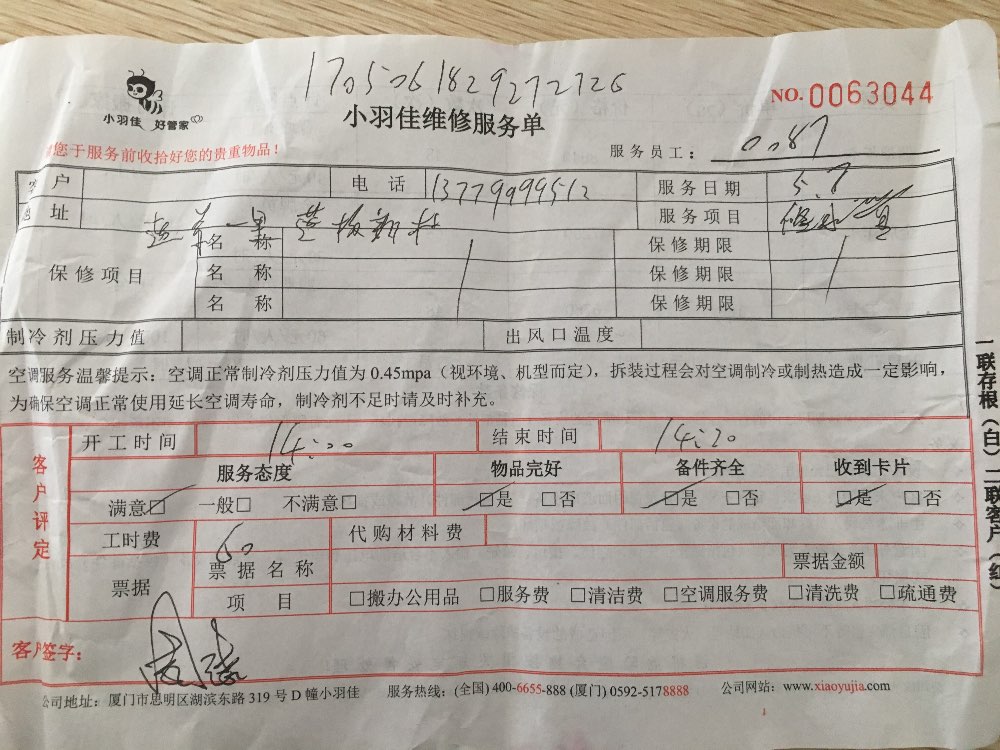 1705061829272726
小羽佳 好管家
小羽佳维修服务单
NO.0063044
您于服务前收拾好您的贵重物品！
服务员工： 0087
户 电话 13779999512 服务日期 5.7
址 莲 一里 服务项目 修水管
保修项目
名称 保修期限
名称 保修期限
名称 保修期限
制冷剂压力值 出风口温度
空调服务温馨提示：空调正常制冷剂压力值为 0.45mpa（视环境、机型而定），拆装过程会对空调制冷或制热造成一定影响，
为确保空调正常使用延长空调寿命，制冷剂不足时请及时补充。
客户评定
开工时间 14:00 结束时间 14:20
服务态度 物品完好 备件齐全 收到卡片
满意□ 一般□ 不满意□ □是 □否 □是 □否 □是 □否
工时费 60 代购材料费
票据 票据名称 票据金额
项目 □搬办公用品 □服务费 □清洁费 □空调服务费 □清洗费 □疏通费
客户签字：
公司地址：厦门市思明区湖滨东路 319 号 D 幢小羽佳 服务热线：(全国) 400-6655-888 (厦门) 0592-5178888 公司网站：www.xiaoyujia.com
一联存根（白）二联客户（红